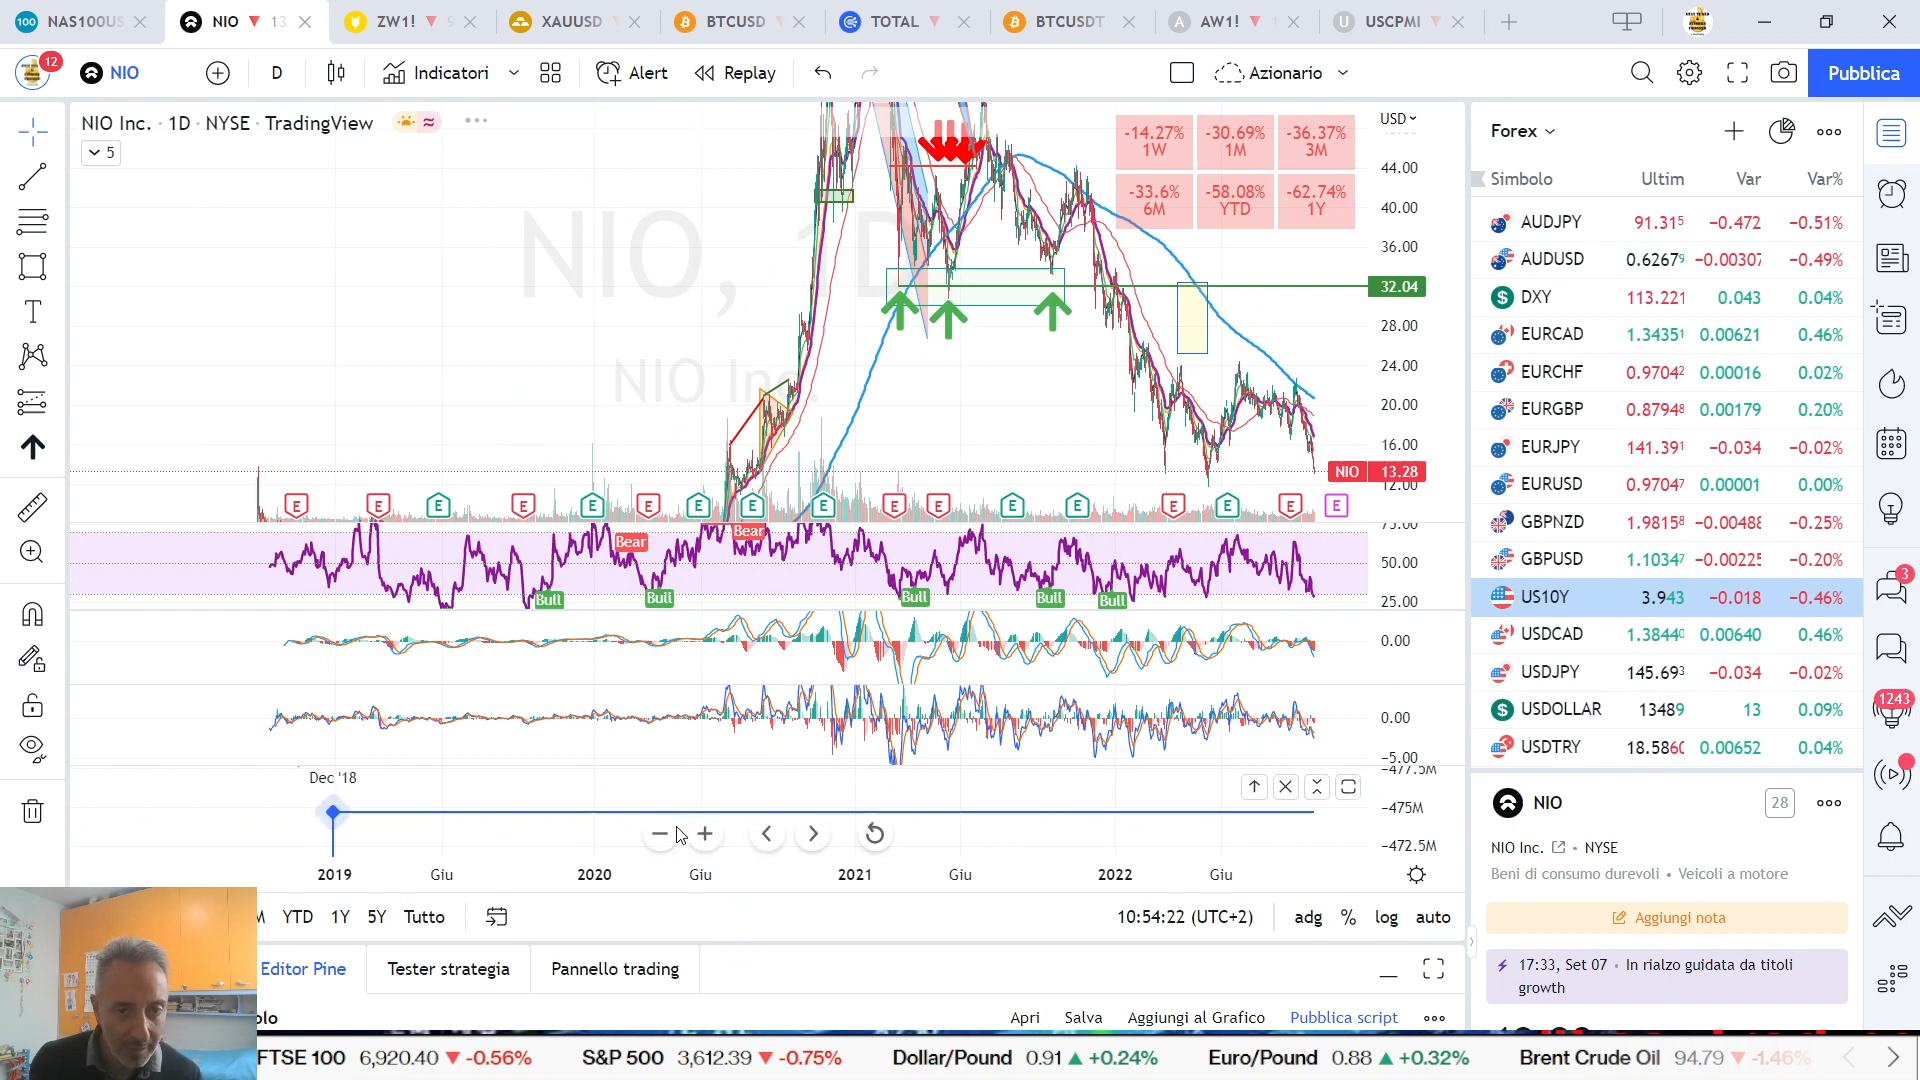 NAS100US
NIO 13
ZW1! 9
XAUUSD
BTCUSD
TOTAL
BTCUSDT
AW1! 1
USCPMI
12
NIO
D
Indicatori
Alert
Replay
Azionario
Pubblica
NIO Inc. · 1D · NYSE · TradingView
5
USD
NIO, 1D
NIO Inc.
-14.27%
1W
-30.69%
1M
-36.37%
3M
-33.6%
6M
-58.08%
YTD
-62.74%
1Y
44.00
40.00
36.00
32.04
28.00
24.00
20.00
16.00
NIO 13.28
12.00
E E E E E E E E E E E E E E E E
75.00
Bear
Bear
50.00
Bull
Bull
Bull
Bull
Bull
25.00
0.00
0.00
−5.00
−477.5M
Dec '18
−475M
−472.5M
2019
Giu
2020
Giu
2021
Giu
2022
Giu
YTD 1Y 5Y Tutto
10:54:22 (UTC+2)
adg % log auto
Editor Pine
Tester strategia
Pannello trading
olo
Apri
Salva
Aggiungi al Grafico
Pubblica script
Forex
Simbolo Ultim Var Var%
AUDJPY 91.315 −0.472 −0.51%
AUDUSD 0.62679 −0.00307 −0.49%
DXY 113.221 0.043 0.04%
EURCAD 1.34351 0.00621 0.46%
EURCHF 0.97042 0.00016 0.02%
EURGBP 0.87948 0.00179 0.20%
EURJPY 141.391 −0.034 −0.02%
EURUSD 0.97047 0.00001 0.00%
GBPNZD 1.98158 −0.00488 −0.25%
GBPUSD 1.10347 −0.00225 −0.20%
US10Y 3.943 −0.018 −0.46%
USDCAD 1.38440 0.00640 0.46%
USDJPY 145.693 −0.034 −0.02%
USDOLLAR 13489 13 0.09%
USDTRY 18.5860 0.00652 0.04%
3
1243
NIO
28
NIO Inc. • NYSE
Beni di consumo durevoli • Veicoli a motore
Aggiungi nota
17:33, Set 07 • In rialzo guidata da titoli
growth
FTSE 100 6,920.40 -0.56%
S&P 500 3,612.39 -0.75%
Dollar/Pound 0.91 +0.24%
Euro/Pound 0.88 +0.32%
Brent Crude Oil 94.79 -1.46%